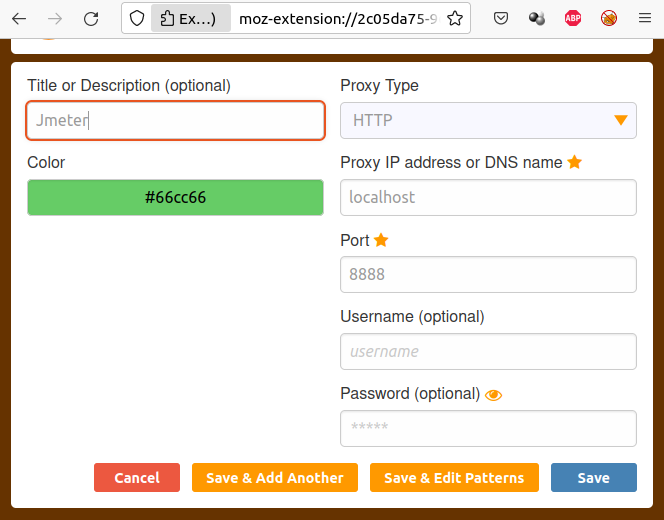 Ex...) moz-extension://2c05da75-9
ABP
Title or Description (optional)
Jmeter
Color
#66cc66
Proxy Type
HTTP
Proxy IP address or DNS name
localhost
Port
8888
Username (optional)
username
Password (optional)
*****
Cancel
Save & Add Another
Save & Edit Patterns
Save